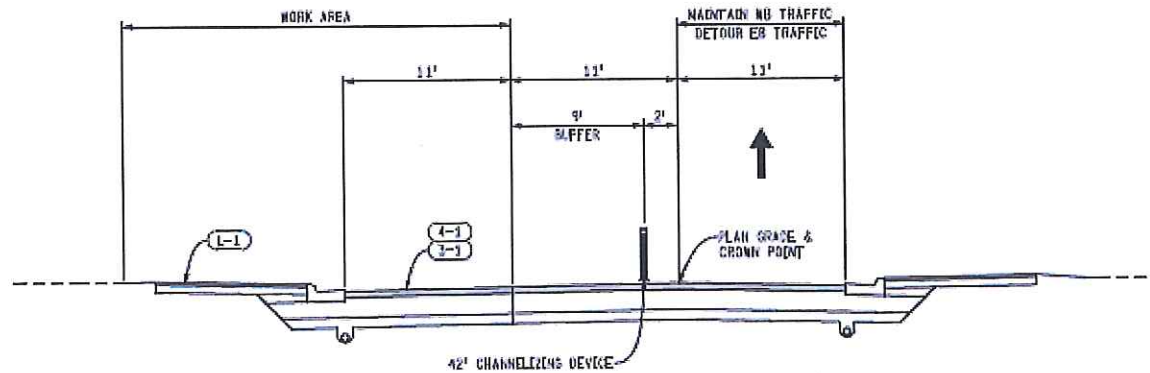 WORK AREA
MAINTAIN NB TRAFFIC
DETOUR EB TRAFFIC
11'
11'
11'
9'
BUFFER
2'
L-1
4-1
3-1
PLAN GRADE &
CROWN POINT
42" CHANNELIZING DEVICE